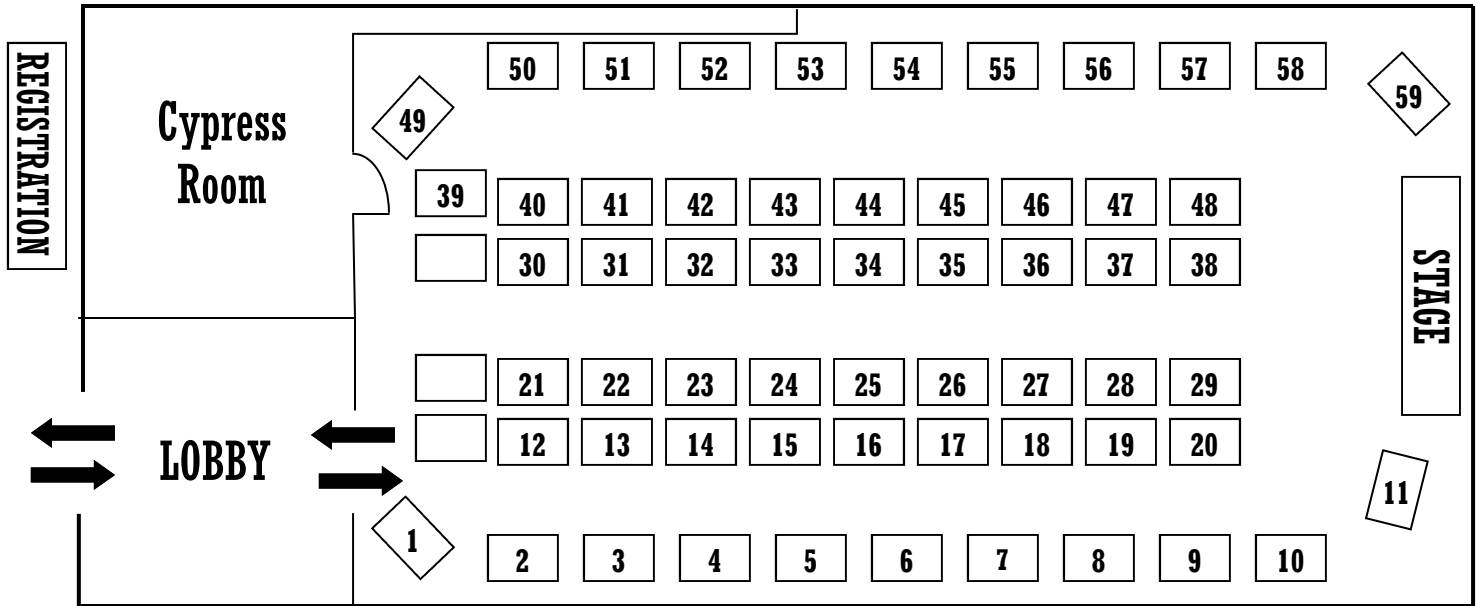 REGISTRATION
Cypress
Room
50 51 52 53 54 55 56 57 58
59
49
39 40 41 42 43 44 45 46 47 48
30 31 32 33 34 35 36 37 38
STAGE
21 22 23 24 25 26 27 28 29
12 13 14 15 16 17 18 19 20
LOBBY
11
1
2 3 4 5 6 7 8 9 10